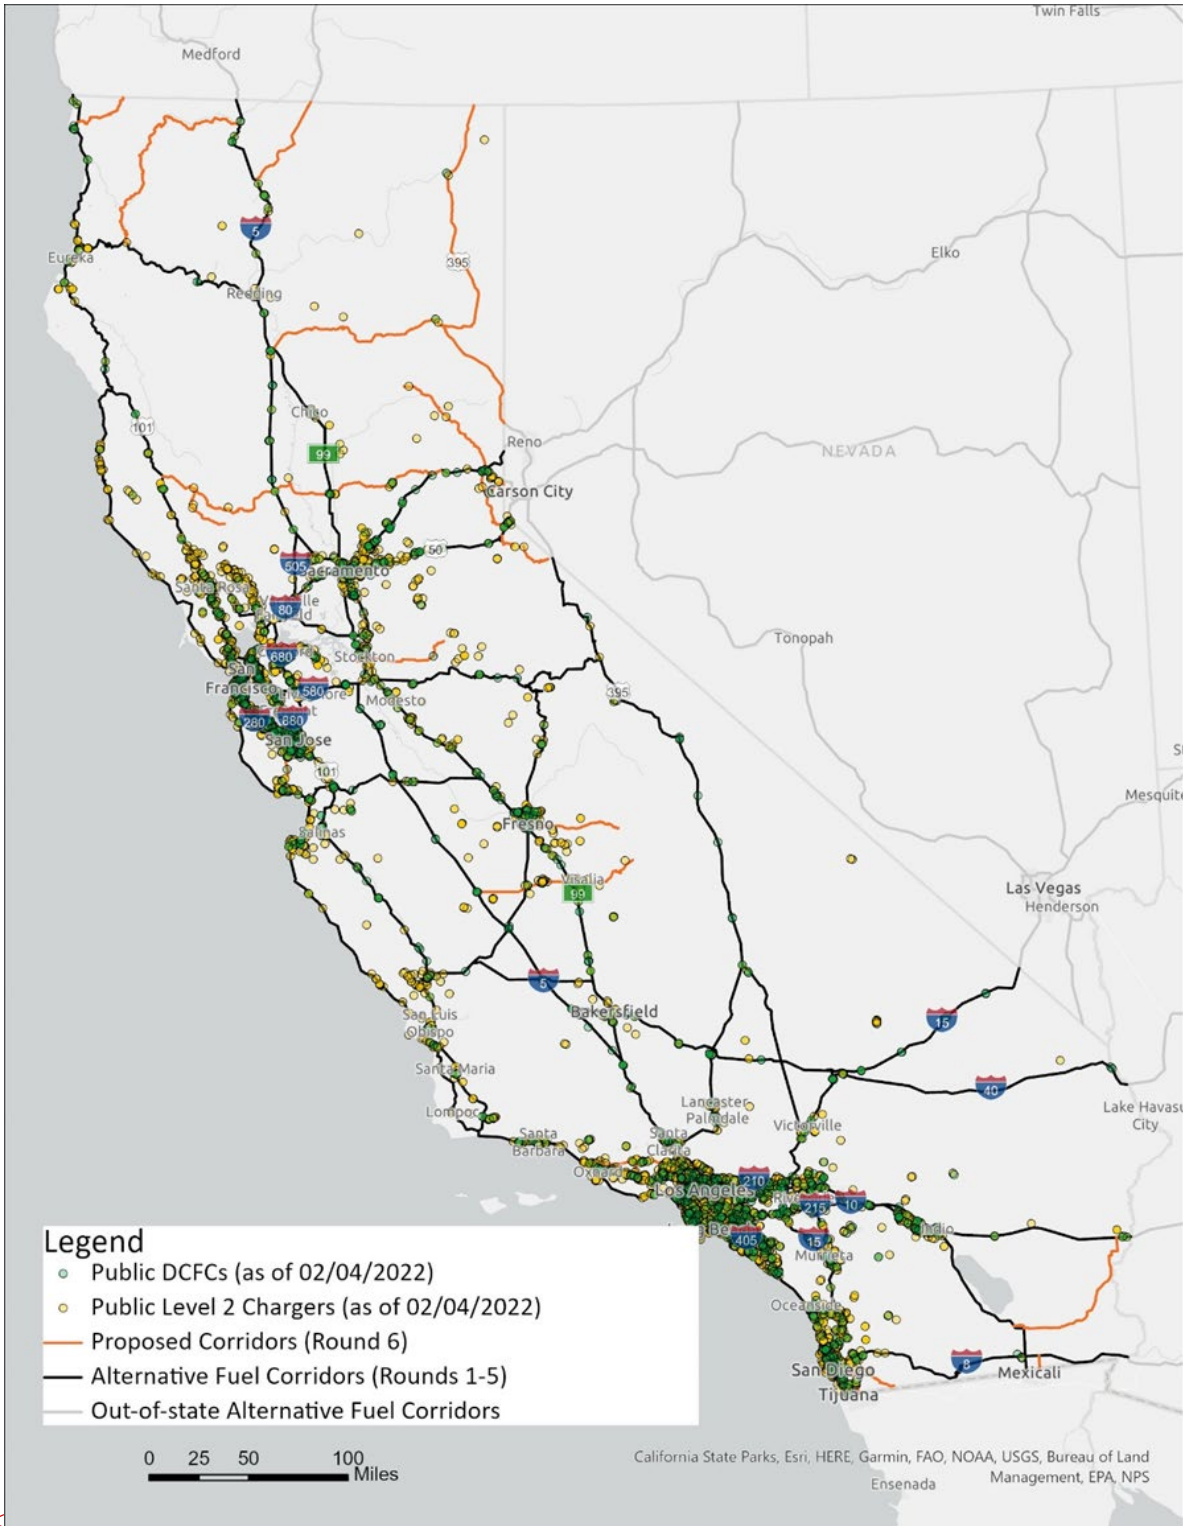 Twin Falls
Medford
5
Elko
Eureka
395
Redding
Chico
101
Reno
99
NEVADA
Carson City
50
505
Sacramento
Santa Rosa
80
Tonopah
680
Stockton
San
Francisco
580
395
Modesto
280
880
San Jose
101
Mesquite
Fresno
Salinas
Visalia
99
Las Vegas
Henderson
5
Bakersfield
San Luis
Obispo
15
Santa Maria
40
Lancaster
Palmdale
Lompoc
Victorville
Lake Havasu
City
Santa
Barbara
Santa
Clarita
Oxnard
210
Los Angeles
215
10
Indio
405
15
Murrieta
Oceanside
8
San Diego
Mexicali
Tijuana
Legend
Public DCFCs (as of 02/04/2022)
Public Level 2 Chargers (as of 02/04/2022)
Proposed Corridors (Round 6)
Alternative Fuel Corridors (Rounds 1-5)
Out-of-state Alternative Fuel Corridors
0 25 50 100
Miles
California State Parks, Esri, HERE, Garmin, FAO, NOAA, USGS, Bureau of Land
Management, EPA, NPS
Ensenada